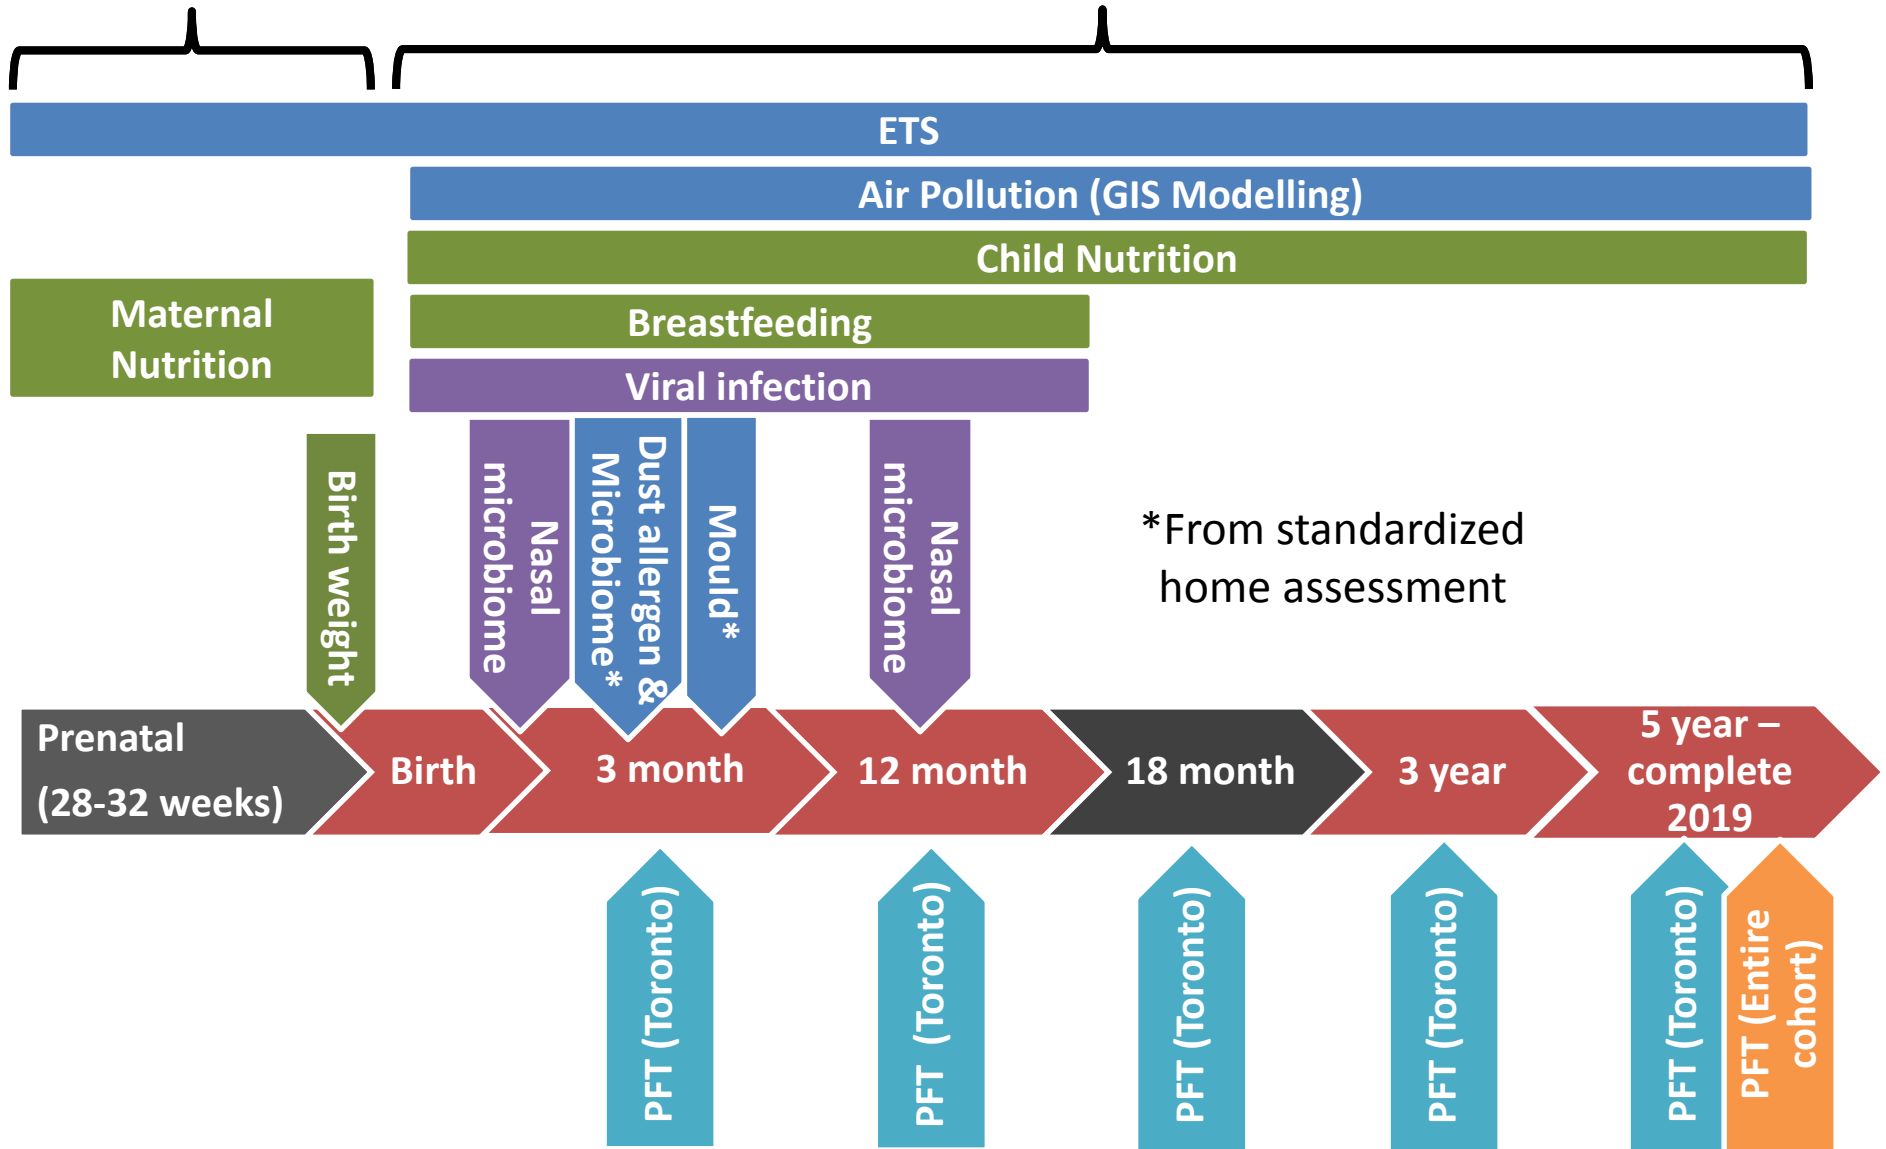 ETS
Air Pollution (GIS Modelling)
Child Nutrition
Maternal
Nutrition
Breastfeeding
Viral infection
Birth weight
Nasal
microbiome
Dust allergen &
Microbiome*
Mould*
Nasal
microbiome
*From standardized
home assessment
Prenatal
(28-32 weeks)
Birth
3 month
12 month
18 month
3 year
5 year –
complete
2019
PFT (Toronto)
PFT (Toronto)
PFT (Toronto)
PFT (Toronto)
PFT (Toronto)
PFT (Entire
cohort)